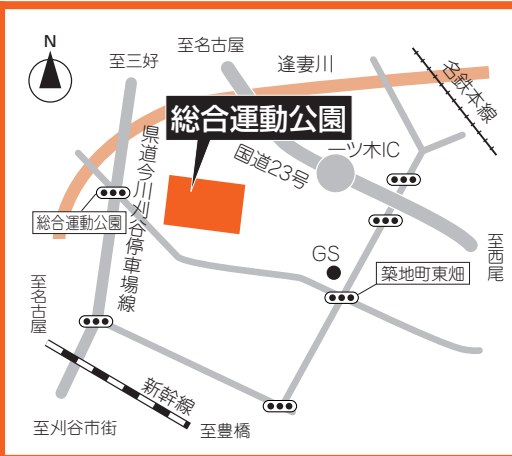 N
至名古屋
至三好
逢妻川
名鉄本線
総合運動公園
一ツ木IC
国道23号
県道今川刈谷停車場線
総合運動公園
至西尾
GS
築地町東畑
至名古屋
新幹線
至刈谷市街
至豊橋